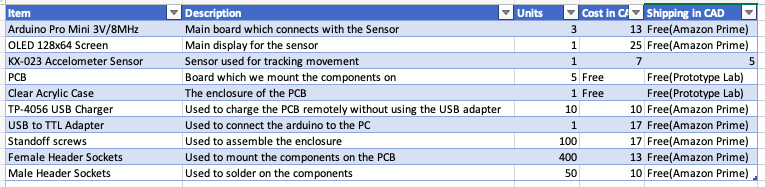 Item Description Units Cost in CA Shipping in CAD
Arduino Pro Mini 3V/8MHz Main board which connects with the Sensor 3 13 Free(Amazon Prime)
OLED 128x64 Screen Main display for the sensor 1 25 Free(Amazon Prime)
KX-023 Accelometer Sensor Sensor used for tracking movement 1 7 5
PCB Board which we mount the components on 5 Free Free(Prototype Lab)
Clear Acrylic Case The enclosure of the PCB 1 Free Free(Prototype Lab)
TP-4056 USB Charger Used to charge the PCB remotely without using the USB adapter 10 10 Free(Amazon Prime)
USB to TTL Adapter Used to connect the arduino to the PC 1 17 Free(Amazon Prime)
Standoff screws Used to assemble the enclosure 100 17 Free(Amazon Prime)
Female Header Sockets Used to mount the components on the PCB 400 13 Free(Amazon Prime)
Male Header Sockets Used to solder on the components 50 10 Free(Amazon Prime)